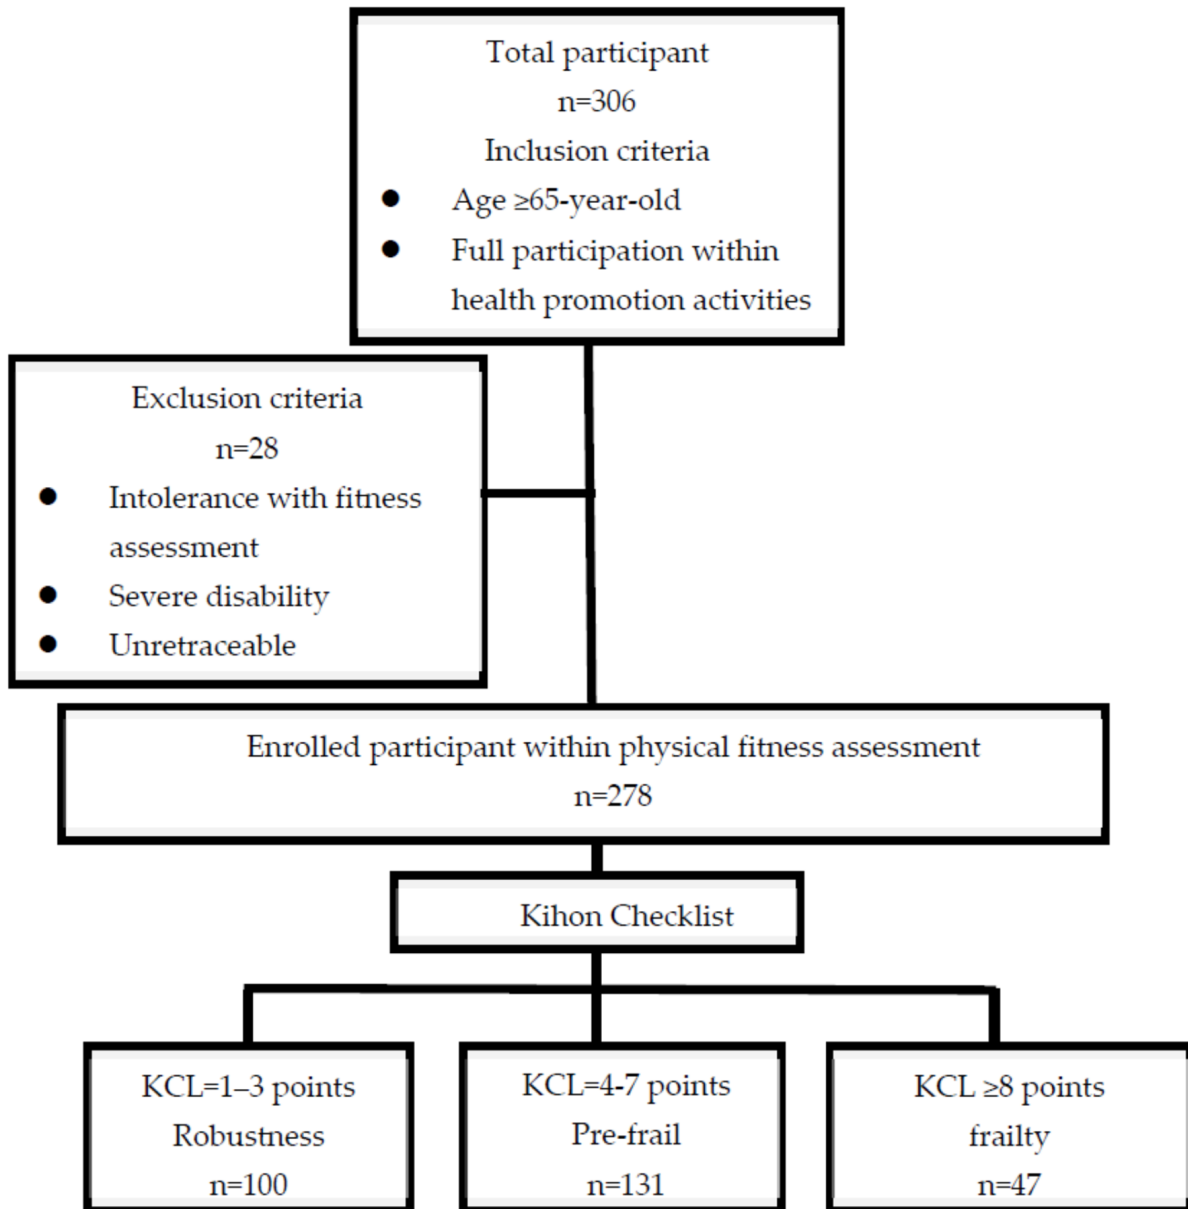 Total participant
n=306
Inclusion criteria
● Age ≥65-year-old
● Full participation within
health promotion activities
Exclusion criteria
n=28
● Intolerance with fitness
assessment
● Severe disability
● Unretraceable
Enrolled participant within physical fitness assessment
n=278
Kihon Checklist
KCL=1–3 points
Robustness
n=100
KCL=4-7 points
Pre-frail
n=131
KCL ≥8 points
frailty
n=47